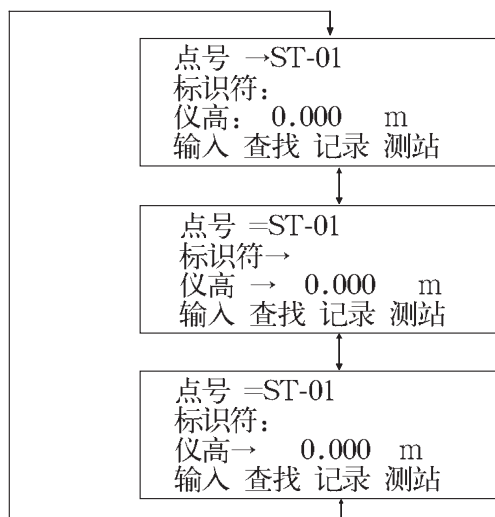 点号 →ST-01
标识符：
仪高： 0.000 m
输入 查找 记录 测站
点号 =ST-01
标识符→
仪高 → 0.000 m
输入 查找 记录 测站
点号 =ST-01
标识符：
仪高→ 0.000 m
输入 查找 记录 测站